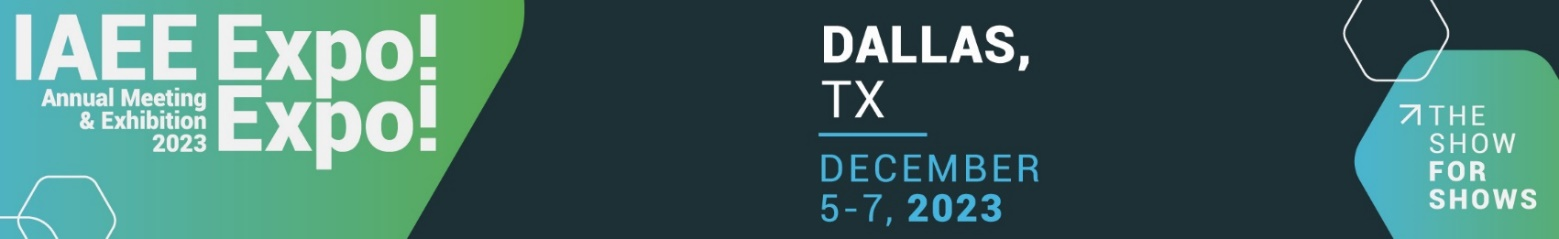 IAEE Expo!
Annual Meeting
& Exhibition
2023
Expo!
DALLAS,
TX
DECEMBER
5-7, 2023
THE
SHOW
FOR
SHOWS